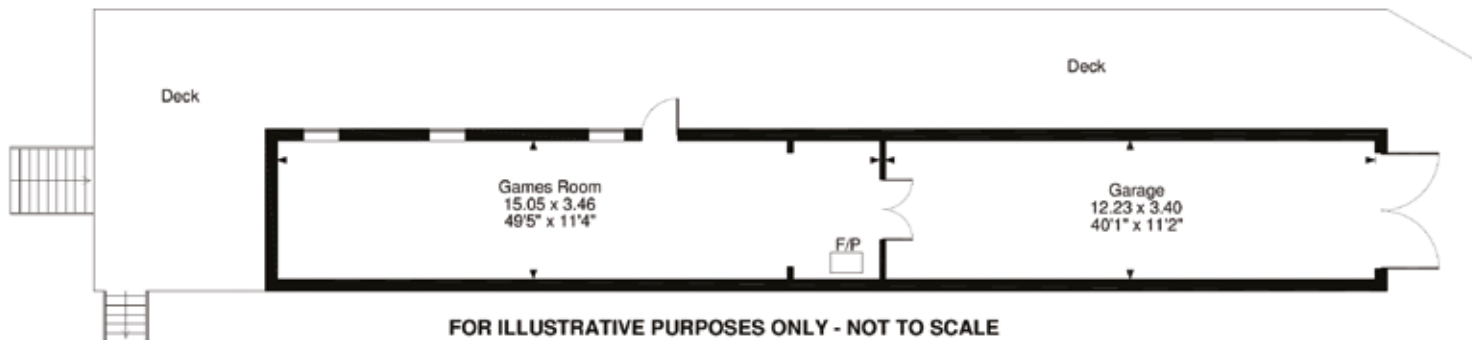 Deck
Deck
Games Room
15.05 x 3.46
49'5" x 11'4"
F/P
Garage
12.23 x 3.40
40'1" x 11'2"
FOR ILLUSTRATIVE PURPOSES ONLY - NOT TO SCALE